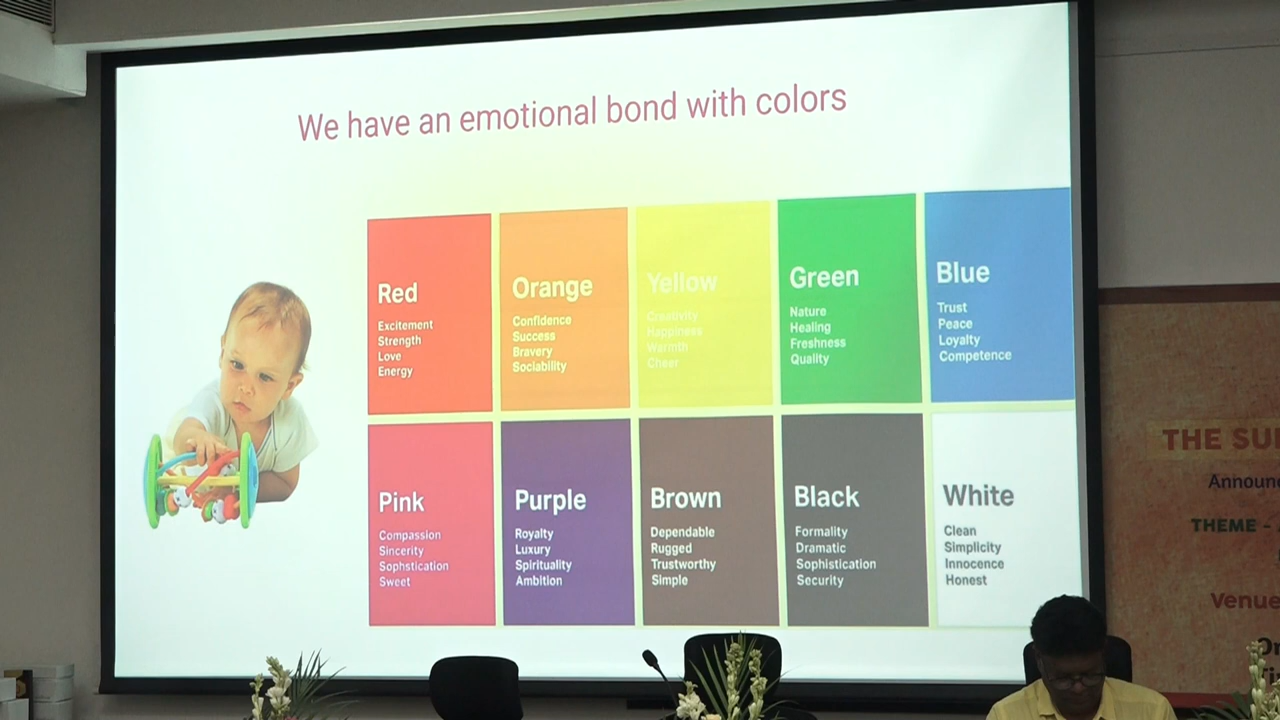 We have an emotional bond with colors
Red
Excitement
Strength
Love
Energy
Orange
Confidence
Success
Bravery
Sociability
Yellow
Creativity
Happiness
Warmth
Cheer
Green
Nature
Healing
Freshness
Quality
Blue
Trust
Peace
Loyalty
Competence
Pink
Compassion
Sincerity
Sophstication
Sweet
Purple
Royalty
Luxury
Spirituality
Ambition
Brown
Dependable
Rugged
Trustworthy
Simple
Black
Formality
Dramatic
Sophistication
Security
White
Clean
Simplicity
Innocence
Honest
THE SU
Announ
THEME -
Venue